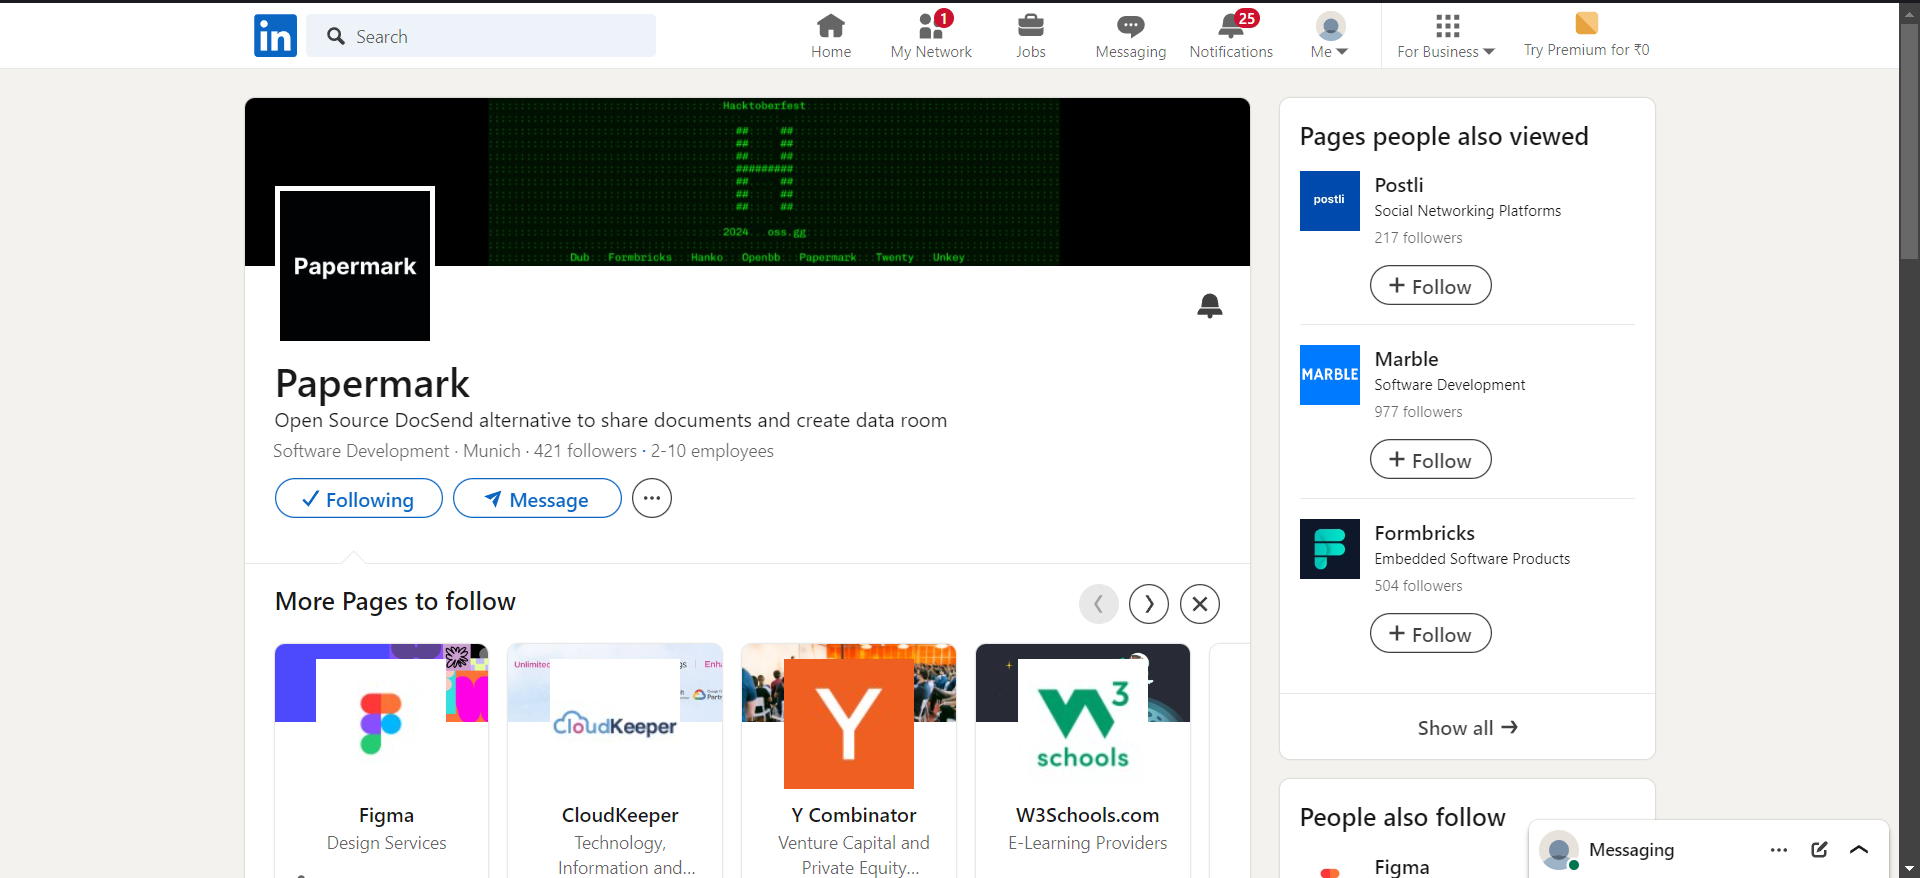 in
Search
Home
1
My Network
Jobs
Messaging
25
Notifications
Me
For Business
Try Premium for ₹0
Hacktoberfest
## ##
## ##
## ##
#########
## ##
## ##
## ##
2024...oss.gg
Dub Formbricks Hanko Openbb Papermark Twenty Unkey
Papermark
Papermark
Open Source DocSend alternative to share documents and create data room
Software Development · Munich · 421 followers · 2-10 employees
Following
Message
More Pages to follow
Figma
Design Services
Unlimited
Enh
CloudKeeper
CloudKeeper
Technology,
Information and...
Y
Y Combinator
Venture Capital and
Private Equity...
W3
schools
W3Schools.com
E-Learning Providers
Pages people also viewed
postli
Postli
Social Networking Platforms
217 followers
+ Follow
MARBLE
Marble
Software Development
977 followers
+ Follow
Formbricks
Embedded Software Products
504 followers
+ Follow
Show all →
People also follow
Figma
Messaging